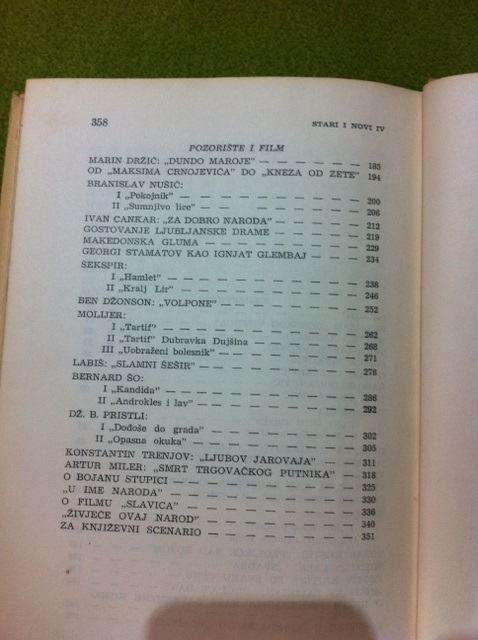 358
STARI I NOVI IV
POZORIŠTE I FILM
MARIN DRŽIĆ: „DUNDO MAROJE" — — — — — — 185
OD „MAKSIMA CRNOJEVIĆA" DO „KNEZA OD ZETE" 194
BRANISLAV NUŠIĆ:
I „Pokojnik" — — — — — — — — — 200
II „Sumnjivo lice" — — — — — — — 206
IVAN CANKAR: „ZA DOBRO NARODA" — — — — 212
GOSTOVANJE LJUBLJANSKE DRAME — — — — 219
MAKEDONSKA GLUMA — — — — — — — — 229
GEORGI STAMATOV KAO IGNJAT GLEMBAJ — — — 234
ŠEKSPIR:
I „Hamlet" — — — — — — — — — 238
II „Kralj Lir" — — — — — — — — 246
BEN DŽONSON: „VOLPONE" — — — — — — 252
MOLIJER:
I „Tartif" — — — — — — — — — 262
II „Tartif" Dubravka Dujšina — — — — 268
III „Uobraženi bolesnik" — — — — — — 271
LABIŠ: „SLAMNI ŠEŠIR" — — — — — — — 278
BERNARD ŠO:
I „Kandida" — — — — — — — — — 286
II „Androkles i lav" — — — — — — — 292
DŽ. B. PRISTLI:
I „Dođoše do grada" — — — — — — — 302
II „Opasna okuka" — — — — — — — 305
KONSTANTIN TRENJOV: „LJUBOV JAROVAJA" — — 311
ARTUR MILER: „SMRT TRGOVAČKOG PUTNIKA" — 318
O BOJANU STUPICI — — — — — — — — 325
„U IME NARODA" — — — — — — — — 330
O FILMU „SLAVICA" — — — — — — — — 336
„ŽIVJEĆE OVAJ NAROD" — — — — — — — 340
ZA KNJIŽEVNI SCENARIO — — — — — — — 351